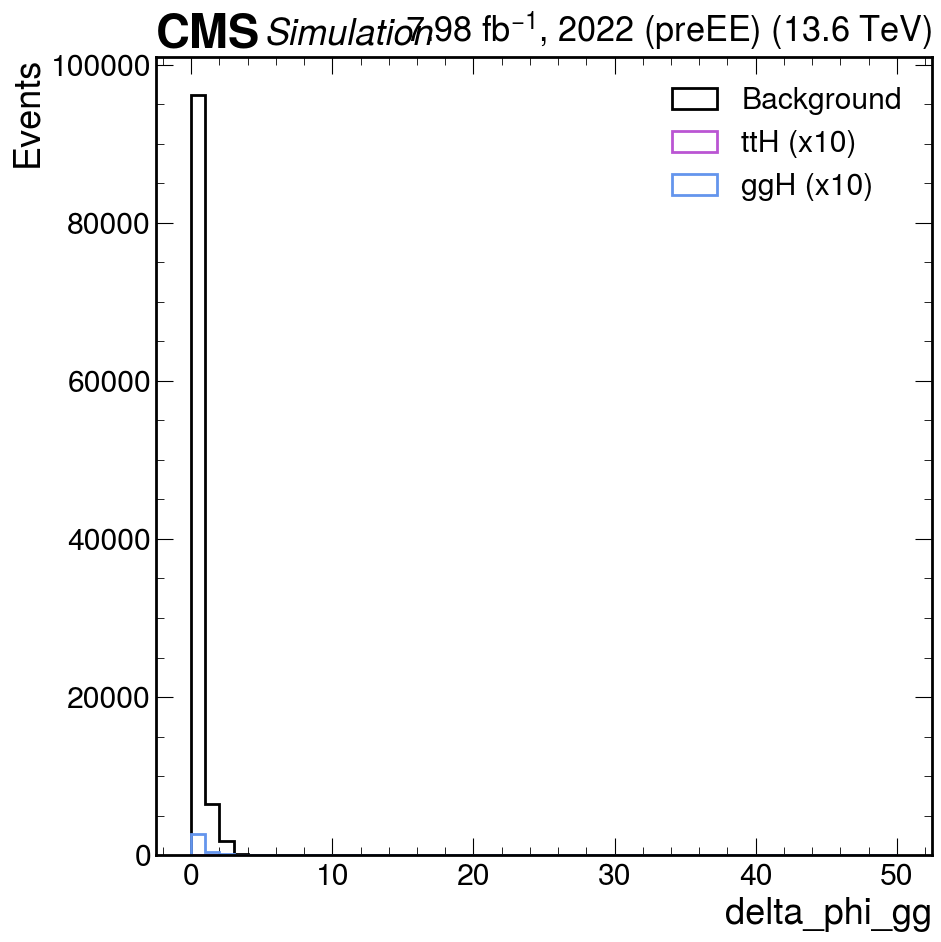 CMS Simulation 7.98 fb⁻¹, 2022 (preEE) (13.6 TeV)
Events
100000
80000
60000
40000
20000
0
Background
ttH (x10)
ggH (x10)
0 10 20 30 40 50
delta_phi_gg